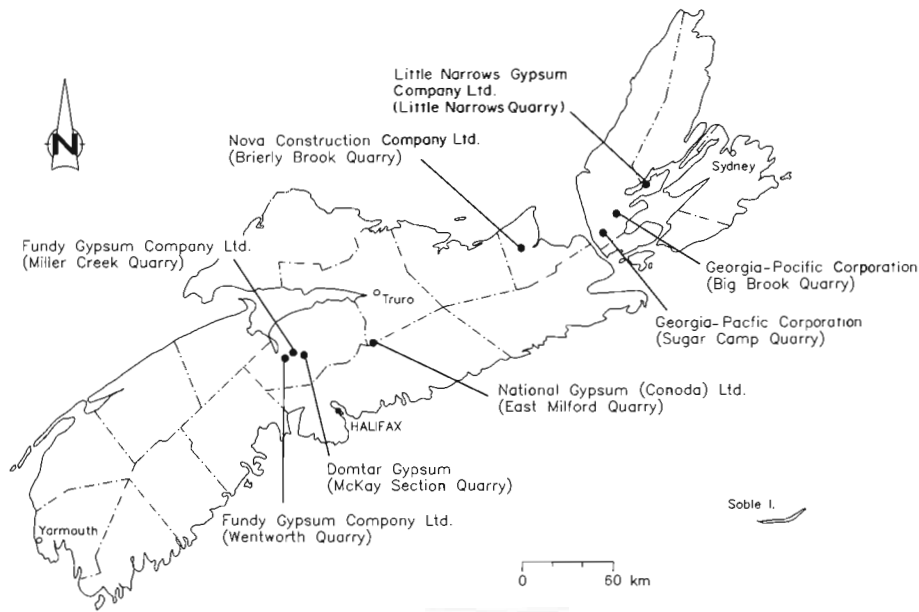 Little Narrows Gypsum
Company Ltd.
(Little Narrows Quarry)
Nova Construction Company Ltd.
(Brierly Brook Quarry)
N
Sydney
Fundy Gypsum Company Ltd.
(Miller Creek Quarry)
Truro
Georgia-Pocific Corporation
(Big Brook Quarry)
Georgia-Pacfic Corporation
(Sugar Camp Quarry)
National Gypsum (Conoda) Ltd.
(East Milford Quarry)
HALIFAX
Domtar Gypsum
(McKay Section Quarry)
Fundy Gypsum Company Ltd.
(Wentworth Quarry)
Yarmouth
Soble I.
0 60 km